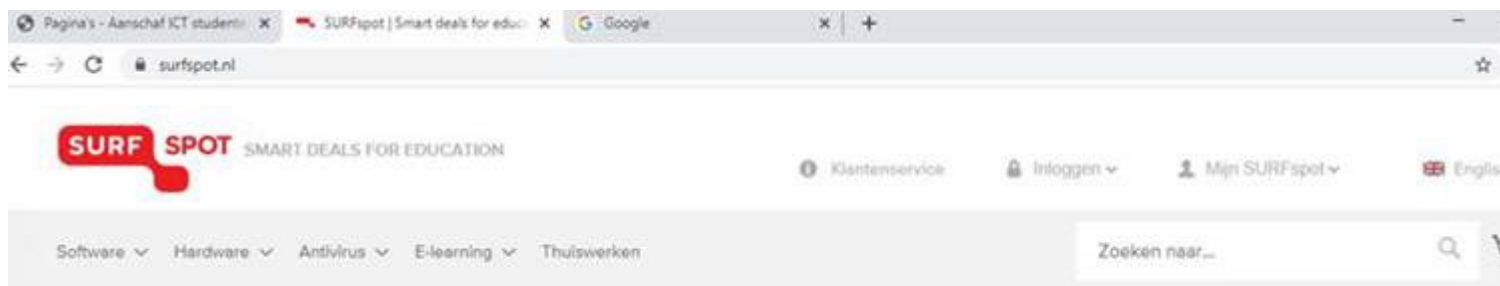 Pagina's - Aanschaf ICT studente
SURFspot | Smart deals for educ
Google
surfspot.nl
SURF SPOT SMART DEALS FOR EDUCATION
Klantenservice
Inloggen
Mijn SURFspot
Englis
Software
Hardware
Antivirus
E-learning
Thuiswerken
Zoeken naar...